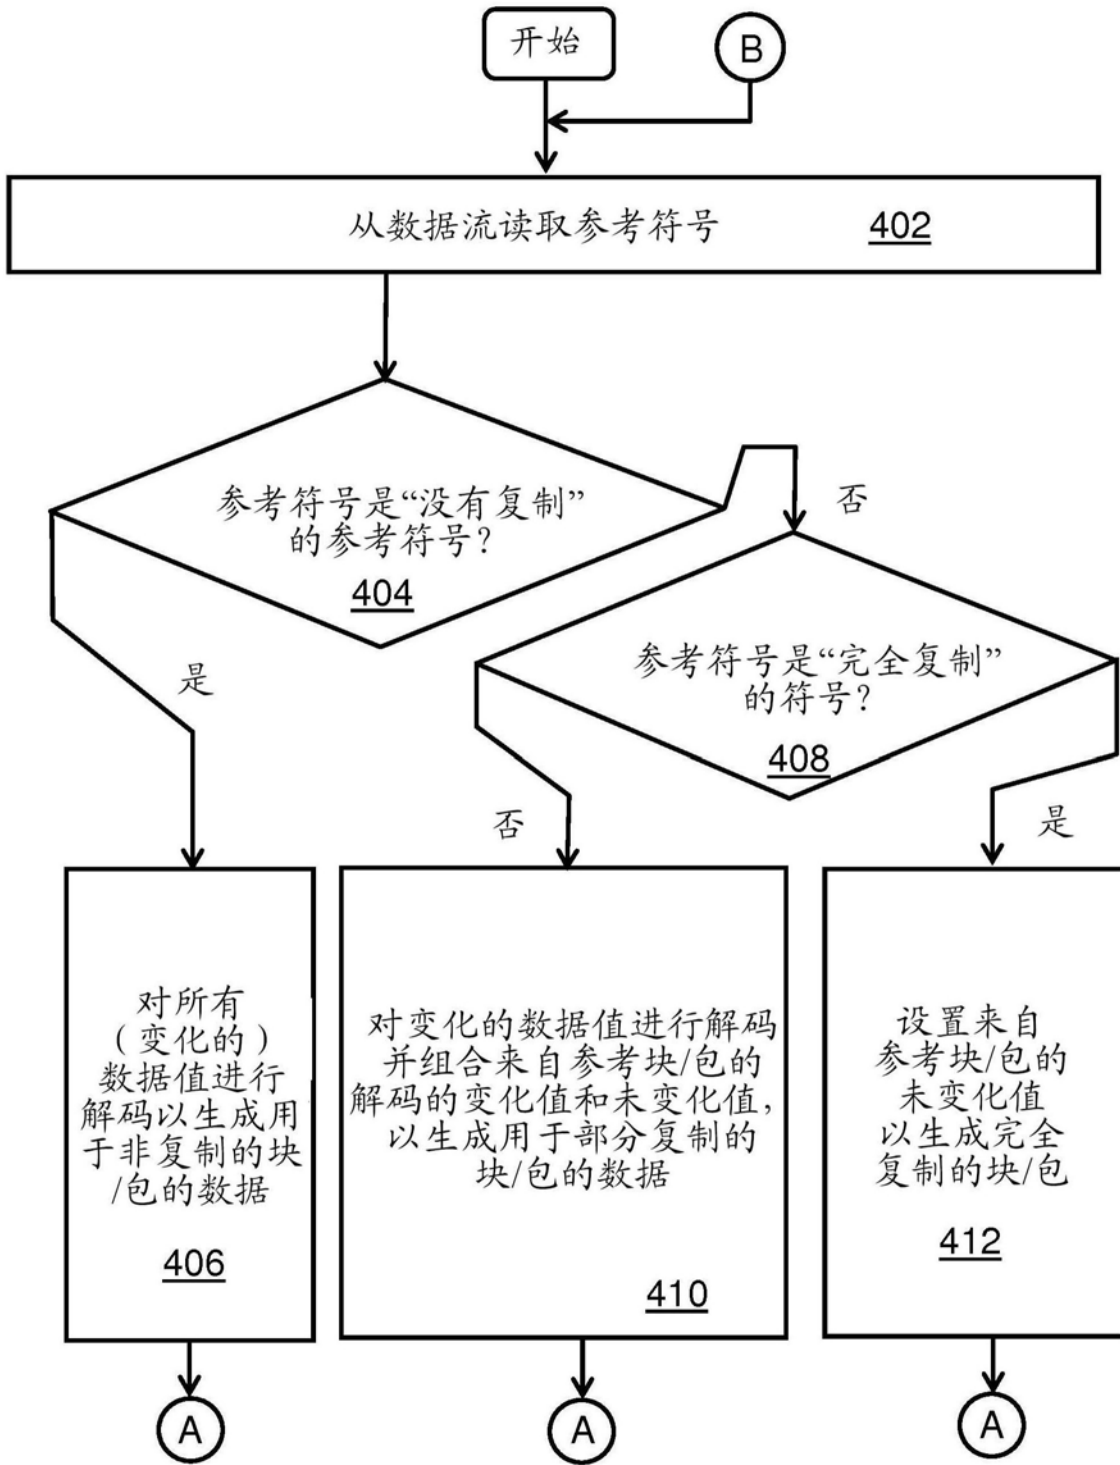 开始
B
从数据流读取参考符号 402
参考符号是“没有复制”
的参考符号?
404
否
是
参考符号是“完全复制”
的符号?
408
否
是
对所有
(变化的)
数据值进行
解码以生成用
于非复制的块
/包的数据
406
对变化的数据值进行解码
并组合来自参考块/包的
解码的变化值和未变化值,
以生成用于部分复制的
块/包的数据
410
设置来自
参考块/包的
未变化值
以生成完全
复制的块/包
412
A
A
A